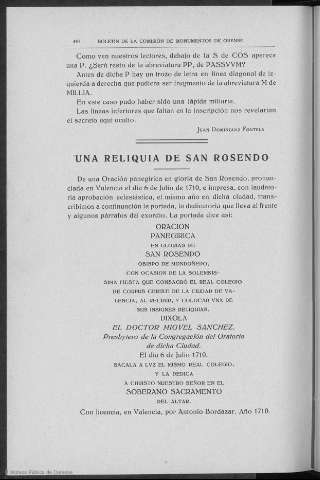 BOLETIN DE LA COMISIÓN DE MONUMENTOS DE ORENSE
Como ven nuestros lectores, debajo de la S de COS aparece
una P. ¿Será resto de la abreviatura PP, de PASSVVM?
Antes de dicha P hay un trozo de letra en línea diagonal de iz-
quierda a derecha que pudiera ser fragmento de la abreviatura M de
MILLIA.
En este caso pudo haber sido una lápida miliaria.
Las líneas inferiores que faltan en la inscripción nos revelarían
el secreto aquí oculto.
JUAN DOMÍNGUEZ FONTELA
UNA RELIQUIA DE SAN ROSENDO
De una Oración panegírica en gloria de San Rosendo, pronun-
ciada en Valencia el día 6 de Julio de 1710, e impresa, con laudato-
ria aprobación eclesiástica, el mismo año en dicha ciudad, trans-
cribimos a continuación la portada, la dedicatoria que lleva al frente
y algunos párrafos del exordio. La portada dice así:
ORACION
PANEGIRICA
EN GLORIAS DE
SAN ROSENDO
OBISPO DE MONDOÑEDO,
CON OCASION DE LA SOLEMNIS-
SIMA FIESTA QUE CONSAGRÓ EL REAL COLEGIO
DE CORPUS CHRISTI DE LA CIUDAD DE VA-
LENCIA, AL RECIBIR, Y COLOCAR VNA DE
SUS INSIGNES RELIQUIAS.
DIXOLA
EL DOCTOR MIGVEL SANCHEZ,
Presbytero de la Congregación del Oratorio
de dicha Ciudad.
El día 6 de Julio 1710.
SACALA A LVZ EL MISMO REAL COLEGIO,
Y LA DEDICA
A CHRISTO NUESTRO SEÑOR EN EL
SOBERANO SACRAMENTO
DEL ALTAR.
Con licencia, en Valencia, por Antonio Bordazar. Año 1710.